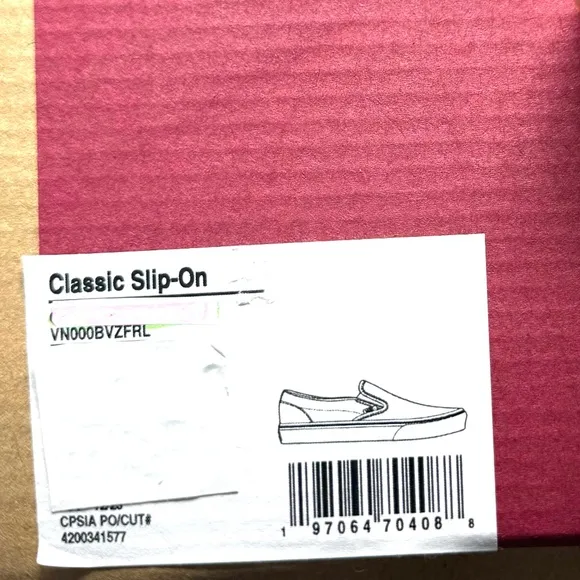 Classic Slip-On
VN000BVZFRL
CPSIA PO/CUT#
4200341577
1 97064 70408 8